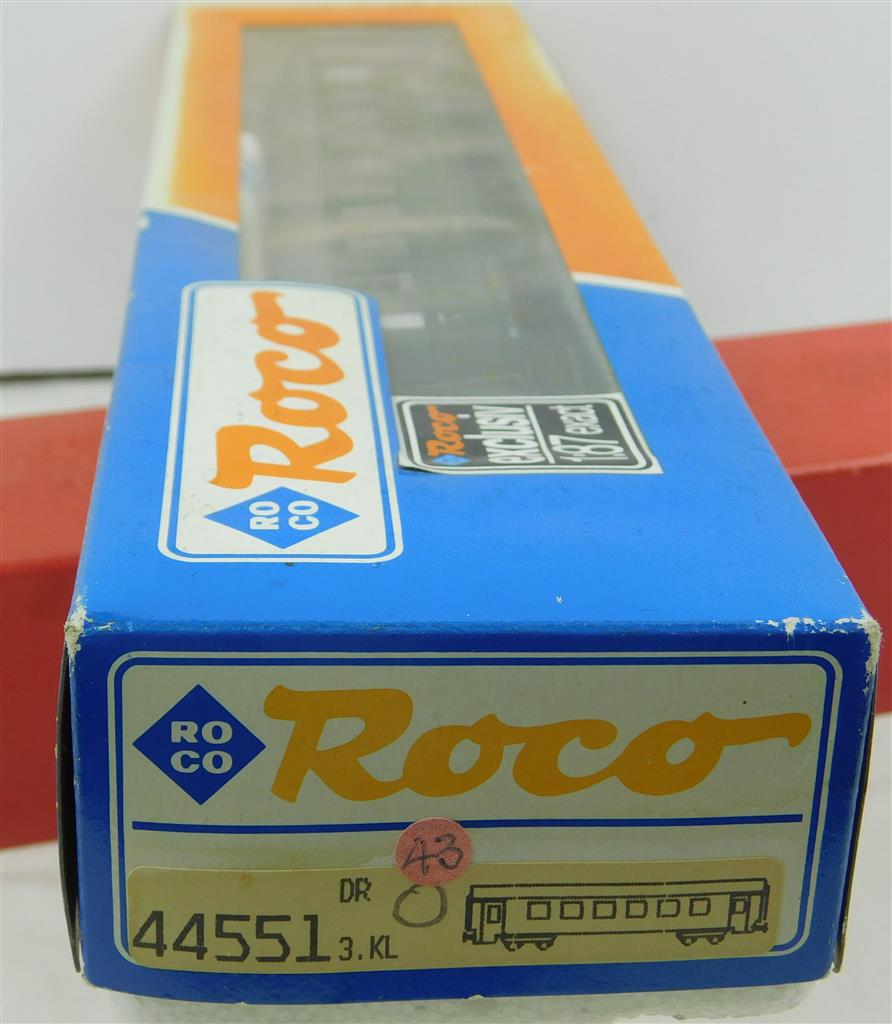 Roco
RO
CO
Roco
exclusiv
1:87 exact
RO
CO
Roco
43
DR
44551 3.KL